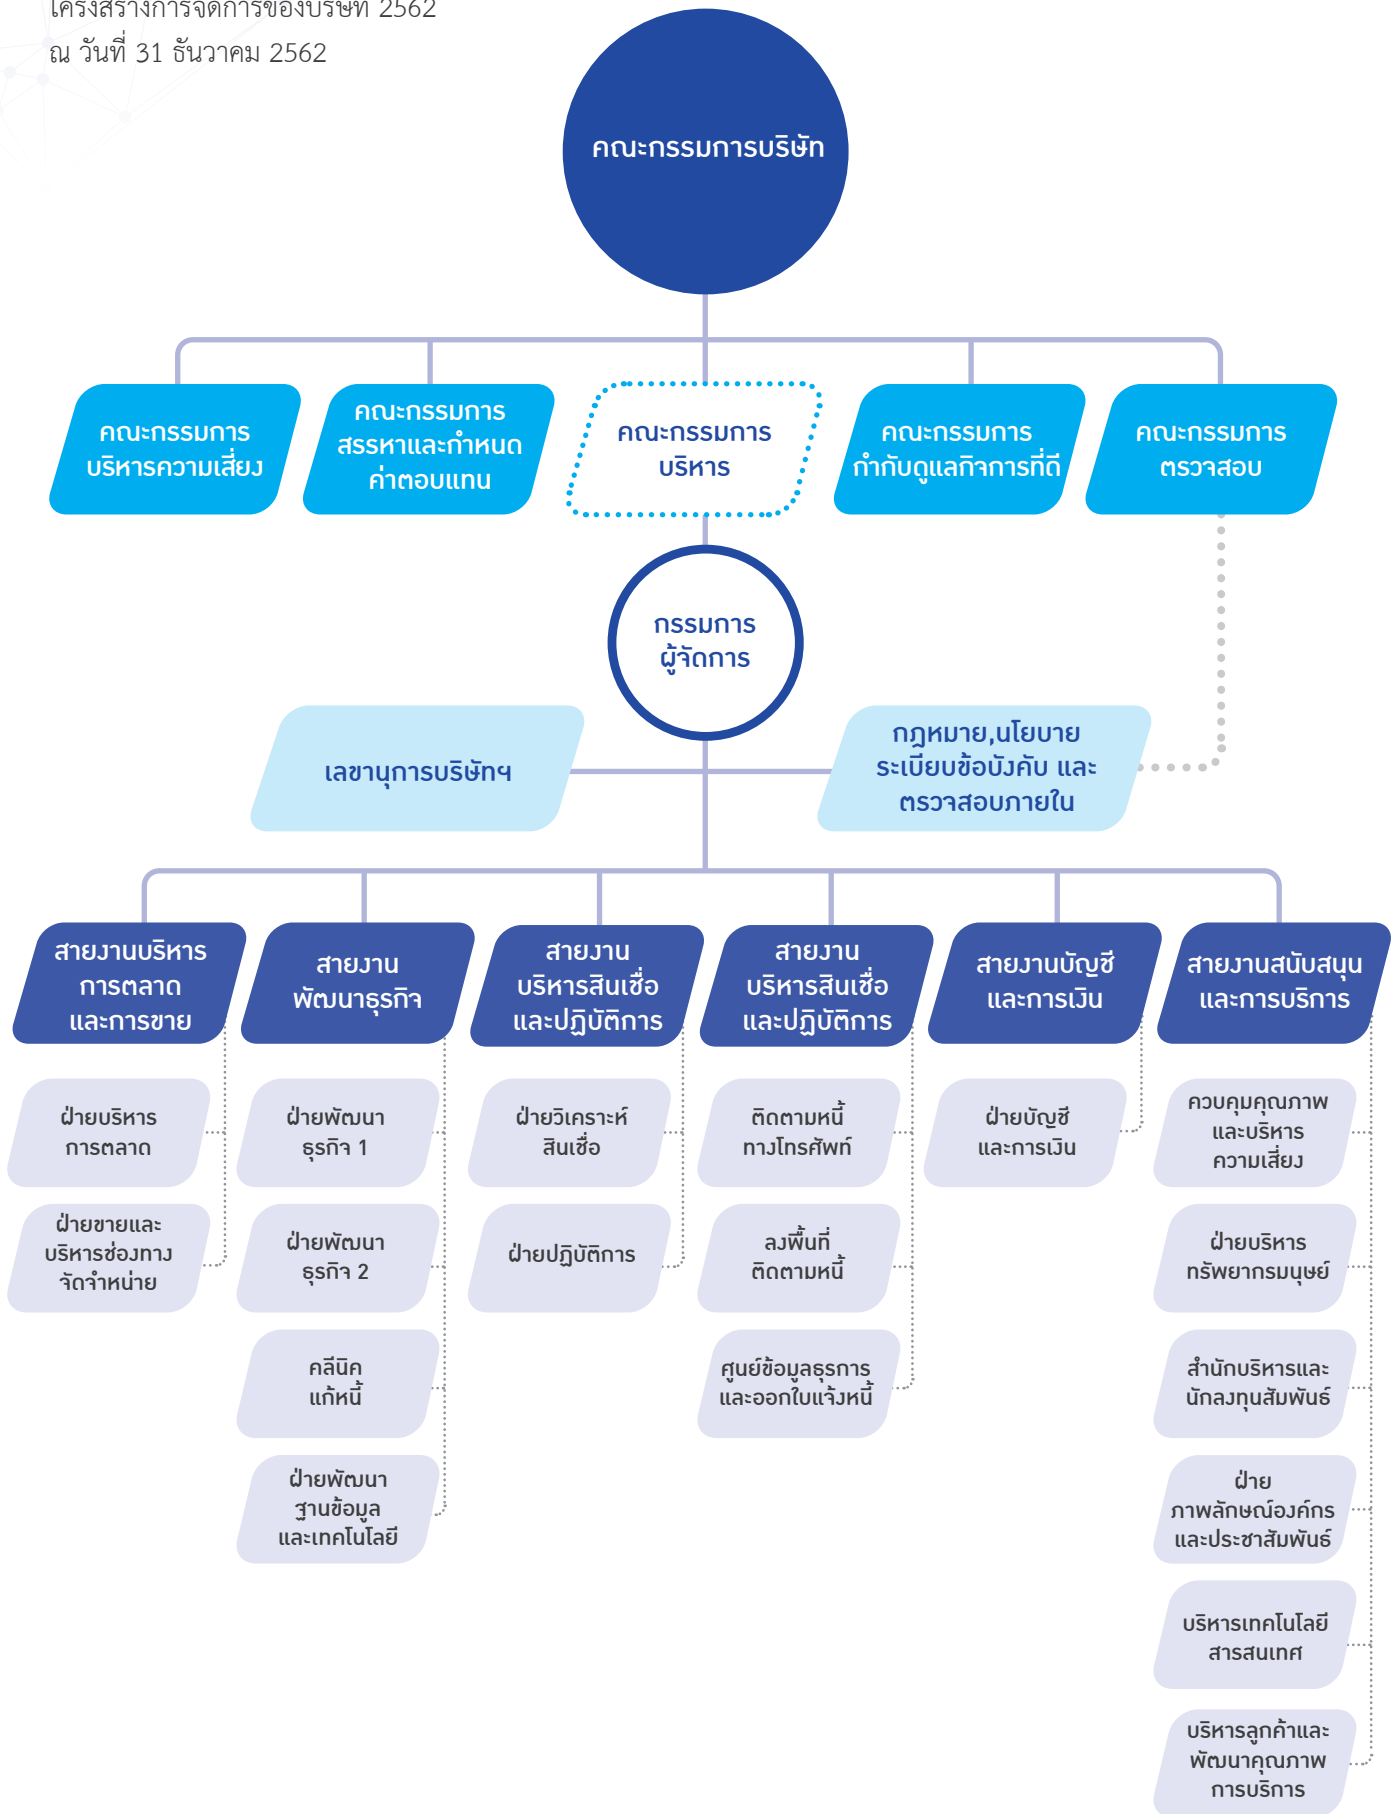 โครงสร้างการจัดการของบริษัท 2562
ณ วันที่ 31 ธันวาคม 2562
คณะกรรมการบริษัท
คณะกรรมการ
บริหารความเสี่ยง
คณะกรรมการ
สรรหาและกำหนด
ค่าตอบแทน
คณะกรรมการ
บริหาร
คณะกรรมการ
กำกับดูแลกิจการที่ดี
คณะกรรมการ
ตรวจสอบ
กรรมการ
ผู้จัดการ
เลขานุการบริษัทฯ
กฎหมาย,นโยบาย
ระเบียบข้อบังคับ และ
ตรวจสอบภายใน
สายงานบริหาร
การตลาด
และการขาย
สายงาน
พัฒนาธุรกิจ
สายงาน
บริหารสินเชื่อ
และปฏิบัติการ
สายงาน
บริหารสินเชื่อ
และปฏิบัติการ
สายงานบัญชี
และการเงิน
สายงานสนับสนุน
และการบริการ
ฝ่ายบริหาร
การตลาด
ฝ่ายขายและ
บริหารช่องทาง
จัดจำหน่าย
ฝ่ายพัฒนา
ธุรกิจ 1
ฝ่ายพัฒนา
ธุรกิจ 2
คลีนิค
แก้หนี้
ฝ่ายพัฒนา
ฐานข้อมูล
และเทคโนโลยี
ฝ่ายวิเคราะห์
สินเชื่อ
ฝ่ายปฏิบัติการ
ติดตามหนี้
ทางโทรศัพท์
ลงพื้นที่
ติดตามหนี้
ศูนย์ข้อมูลธุรการ
และออกใบแจ้งหนี้
ฝ่ายบัญชี
และการเงิน
ควบคุมคุณภาพ
และบริหาร
ความเสี่ยง
ฝ่ายบริหาร
ทรัพยากรมนุษย์
สำนักบริหารและ
นักลงทุนสัมพันธ์
ฝ่าย
ภาพลักษณ์องค์กร
และประชาสัมพันธ์
บริหารเทคโนโลยี
สารสนเทศ
บริหารลูกค้าและ
พัฒนาคุณภาพ
การบริการ